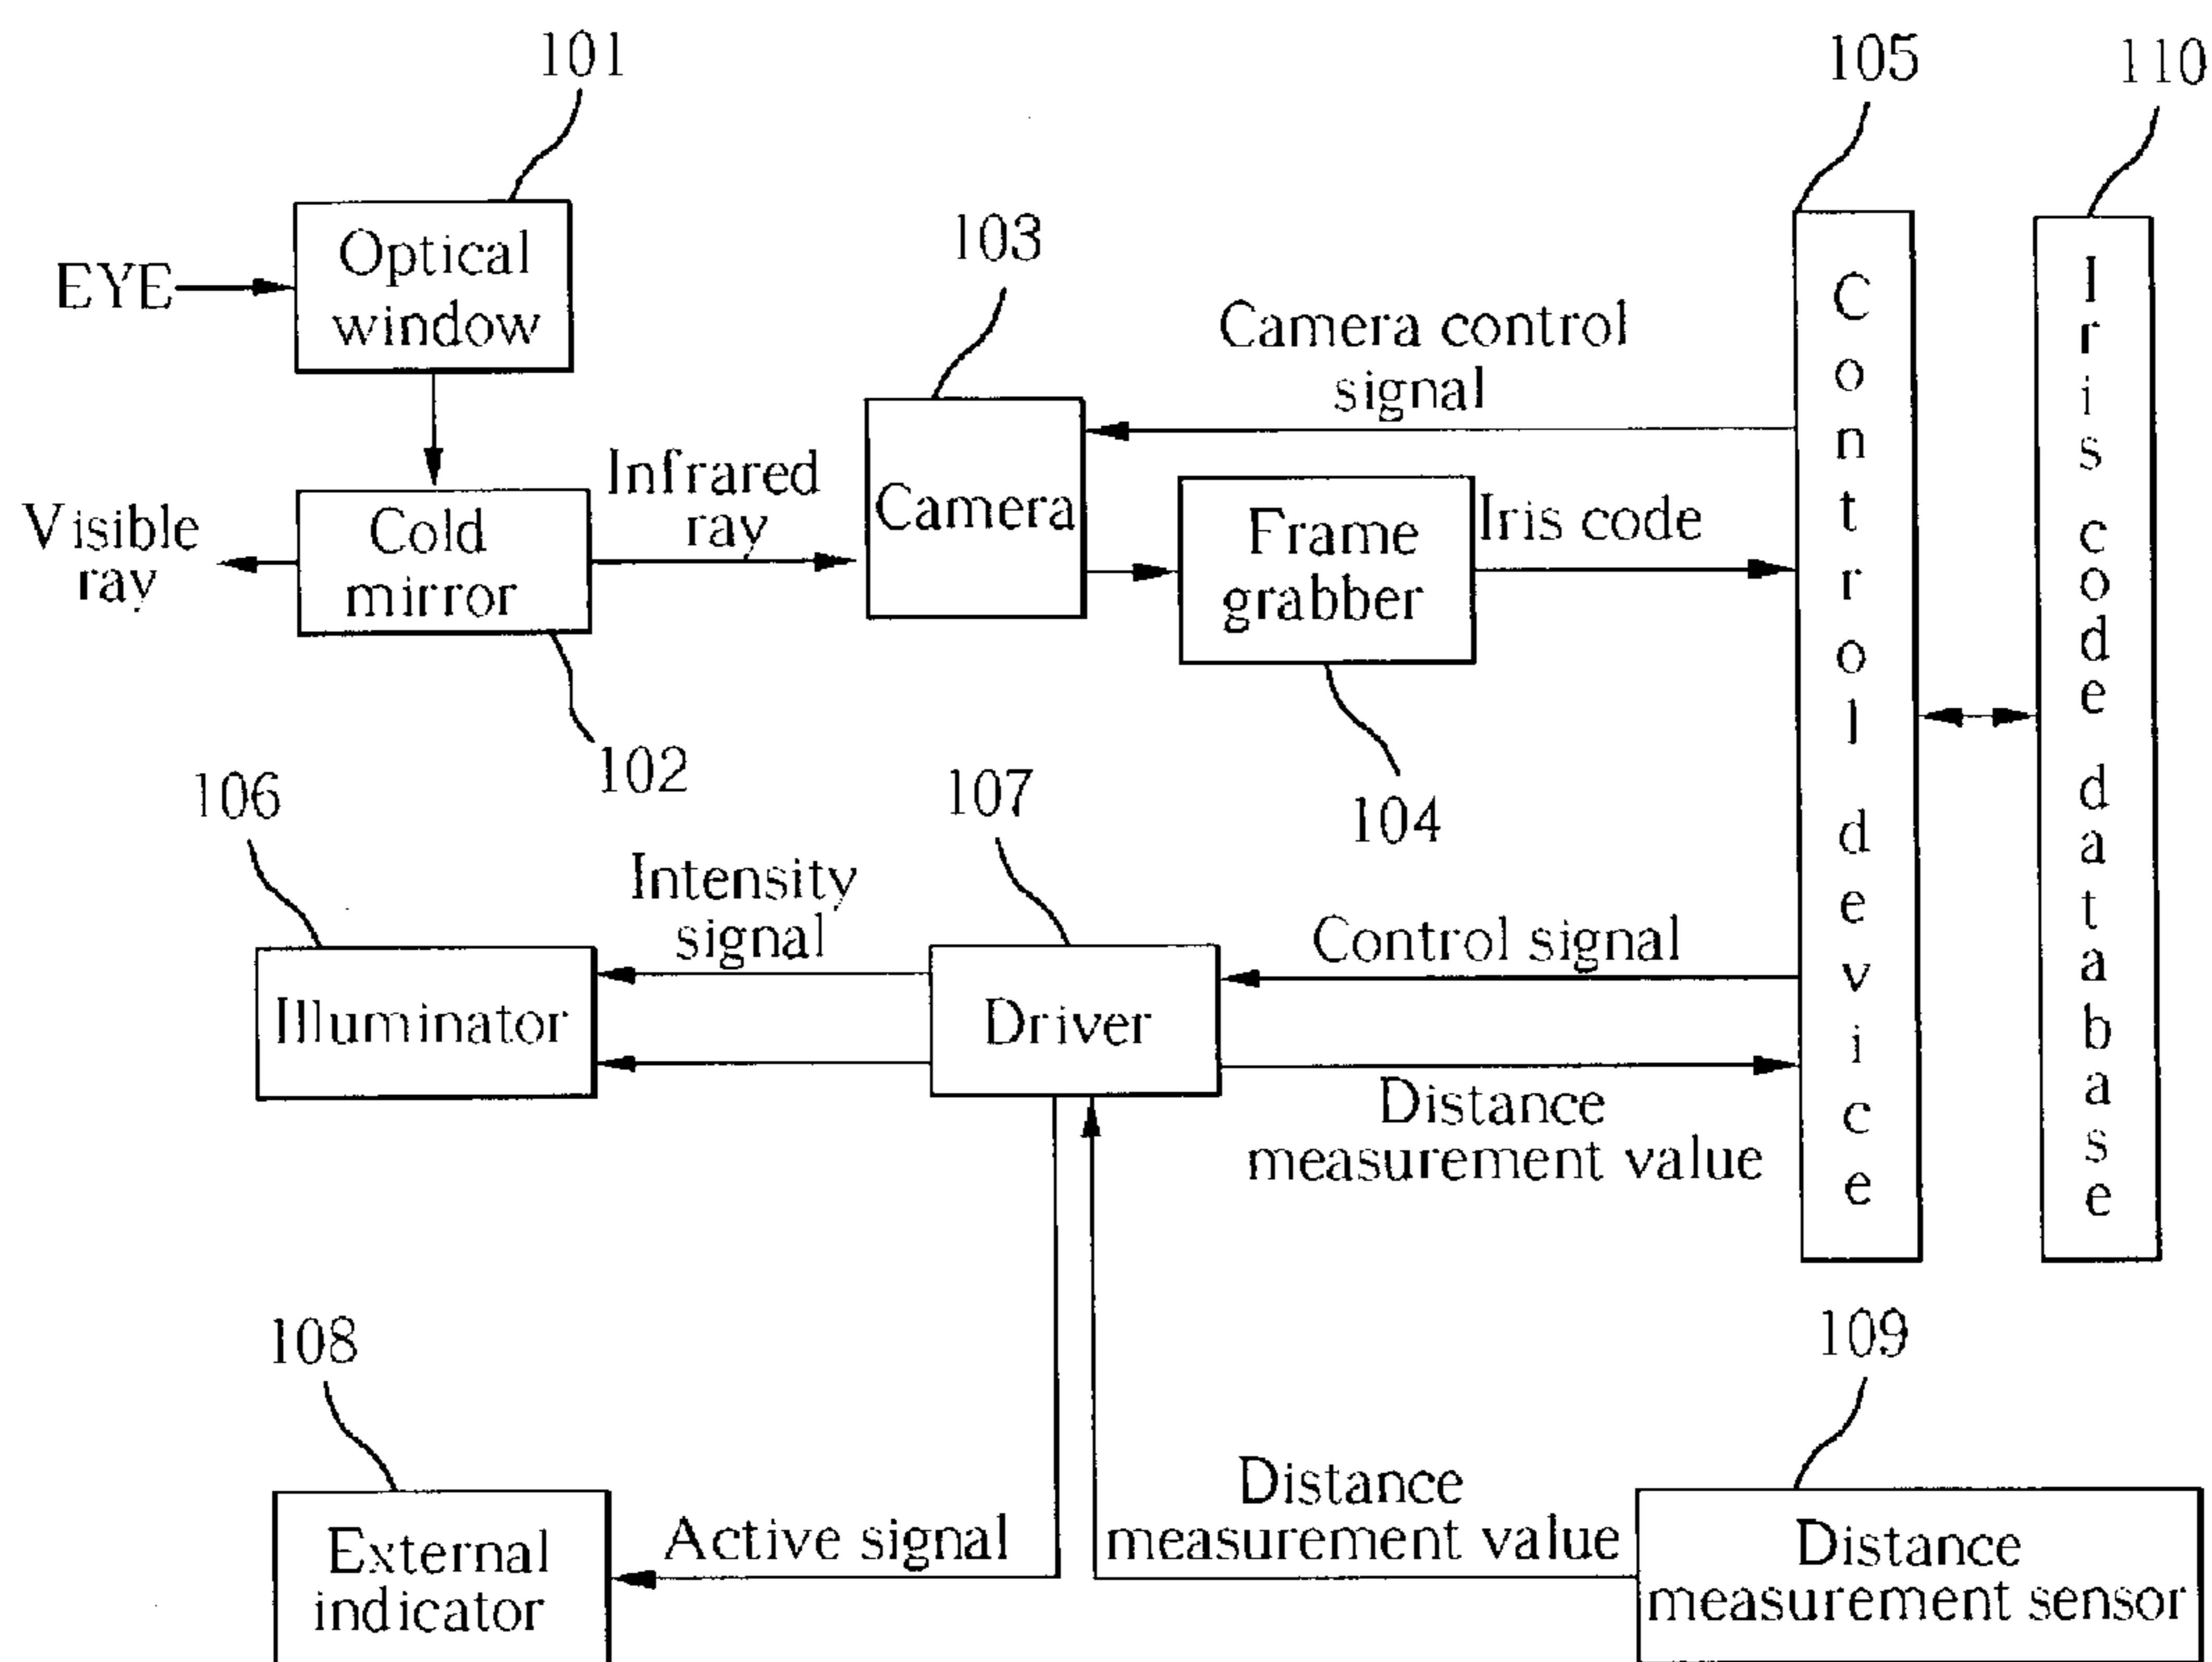 101
105
110
Optical
window
EYE
103
Camera control
signal
Camera
Infrared
ray
Visible
ray
Cold
mirror
Frame
grabber
Iris code
102
104
Control device
Iris code database
106
107
Intensity
signal
Control signal
Illuminator
Driver
Distance
measurement value
108
109
External
indicator
Active signal
Distance
measurement value
Distance
measurement sensor